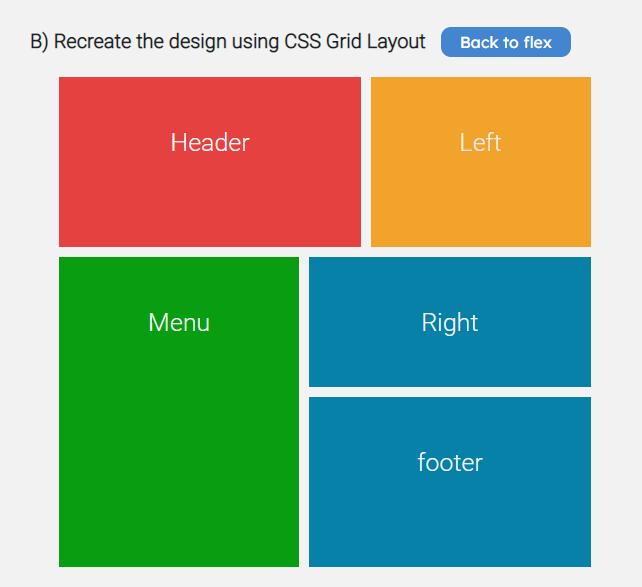 B) Recreate the design using CSS Grid Layout Back to flex
Header Left
Menu Right
footer